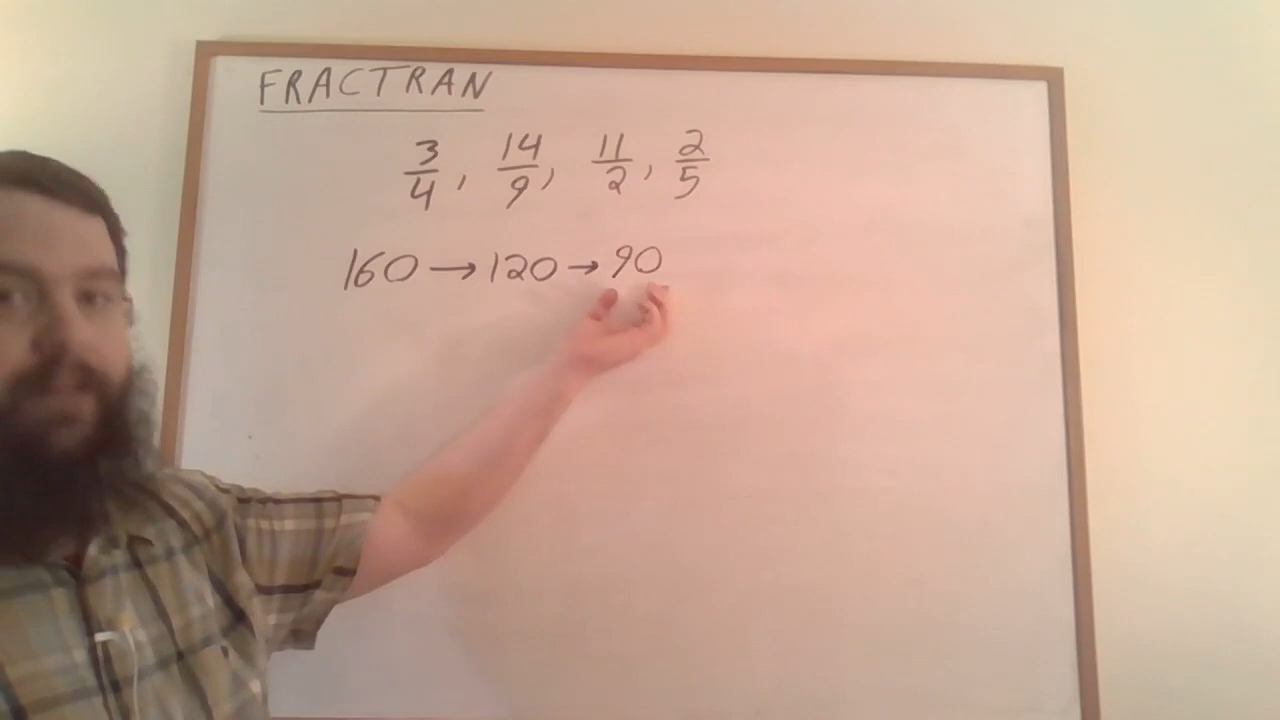 FRACTRAN
3/4, 14/9, 11/2, 2/5
160 → 120 → 90